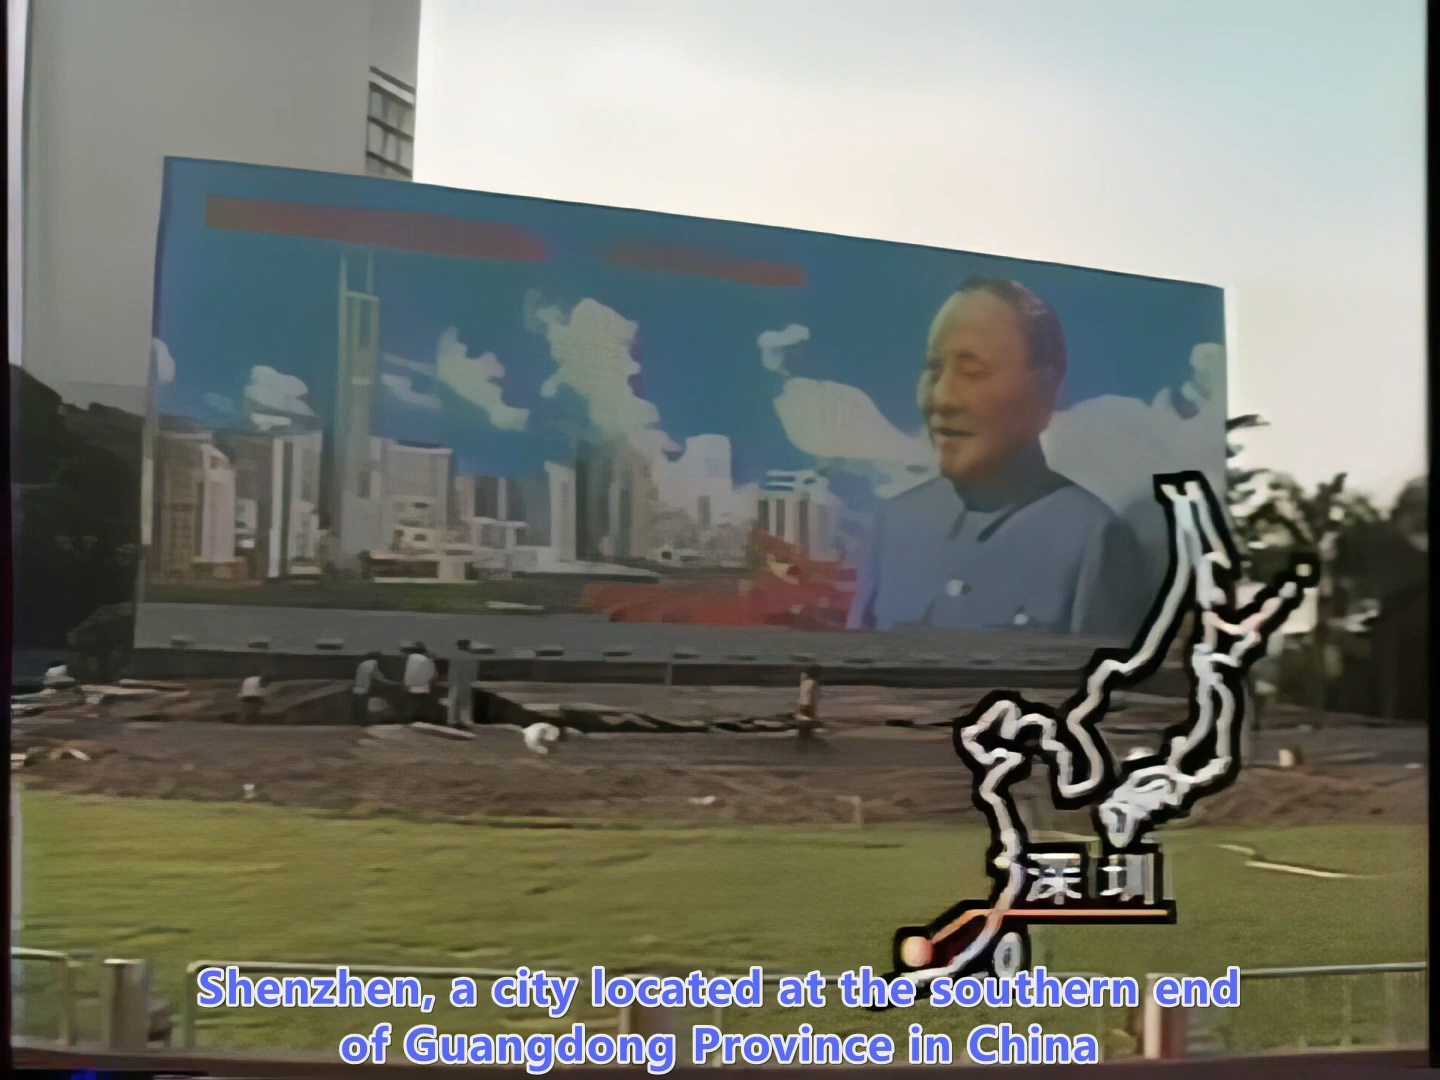 深圳
Shenzhen, a city located at the southern end
of Guangdong Province in China